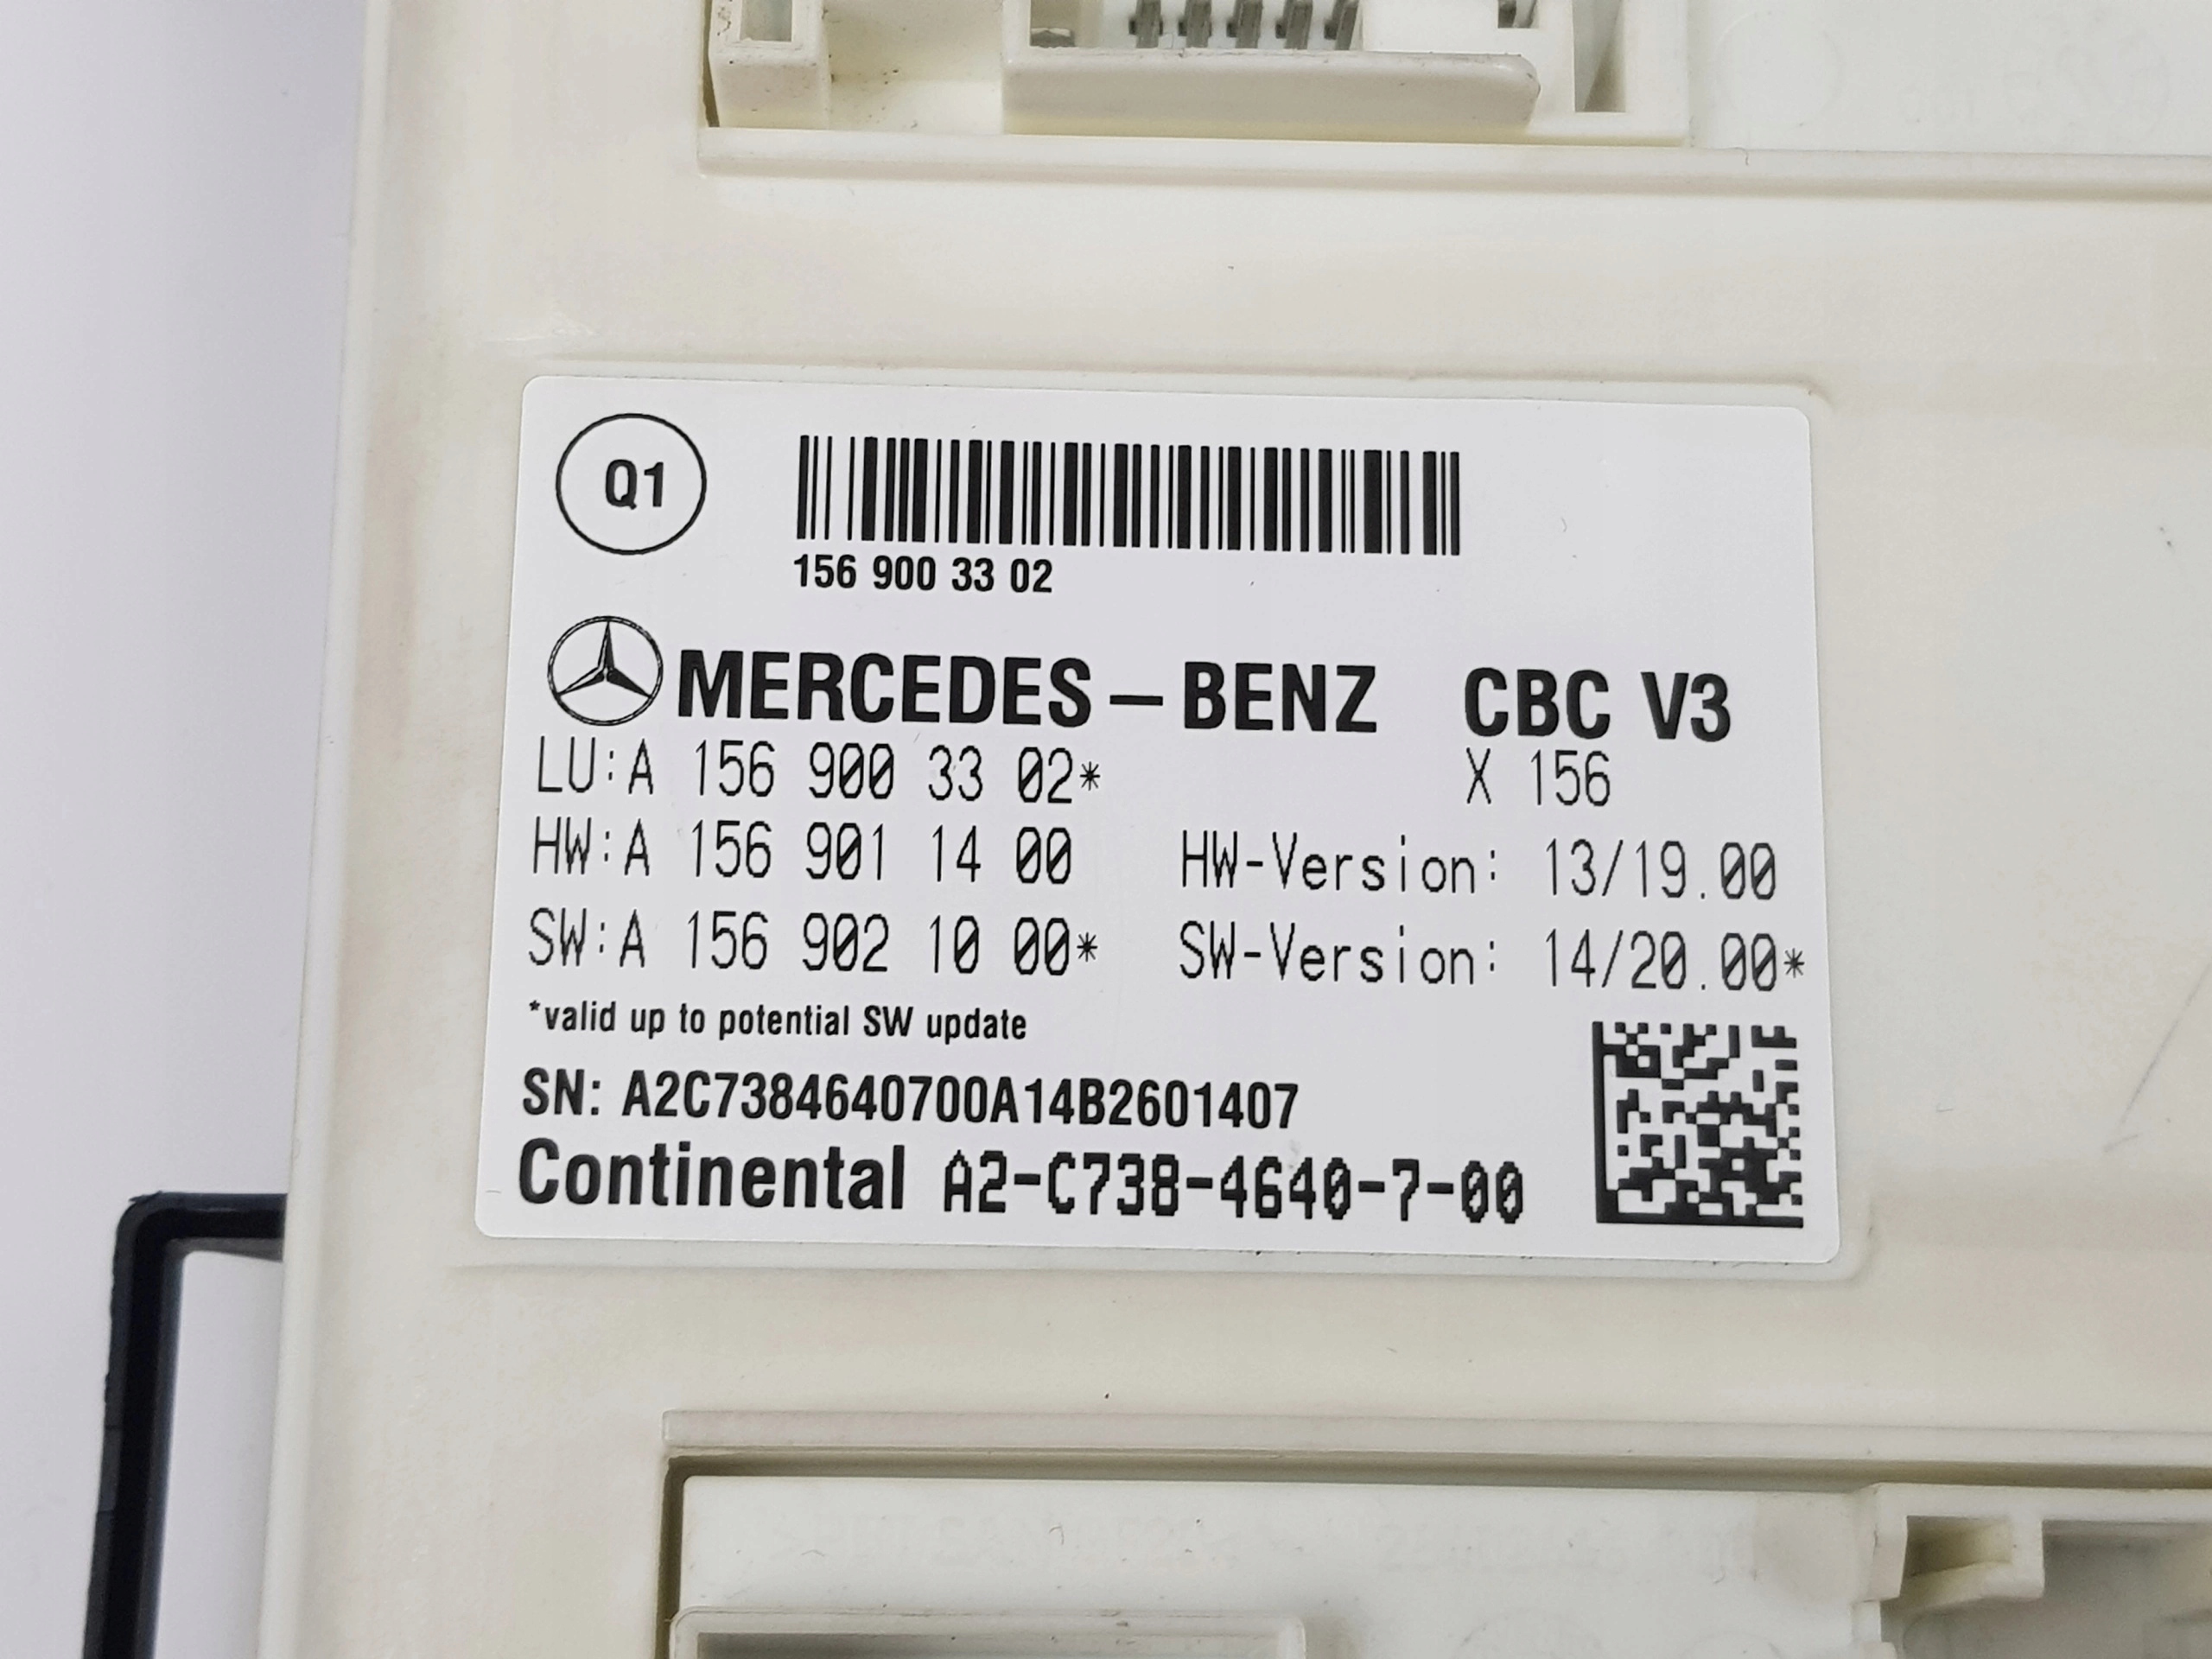 Q1
156 900 33 02
MERCEDES-BENZ CBC V3
LU:A 156 900 33 02* X 156
HW:A 156 901 14 00 HW-Version: 13/19.00
SW:A 156 902 10 00* SW-Version: 14/20.00*
*valid up to potential SW update
SN: A2C7384640700A14B2601407
Continental A2-C738-4640-7-00